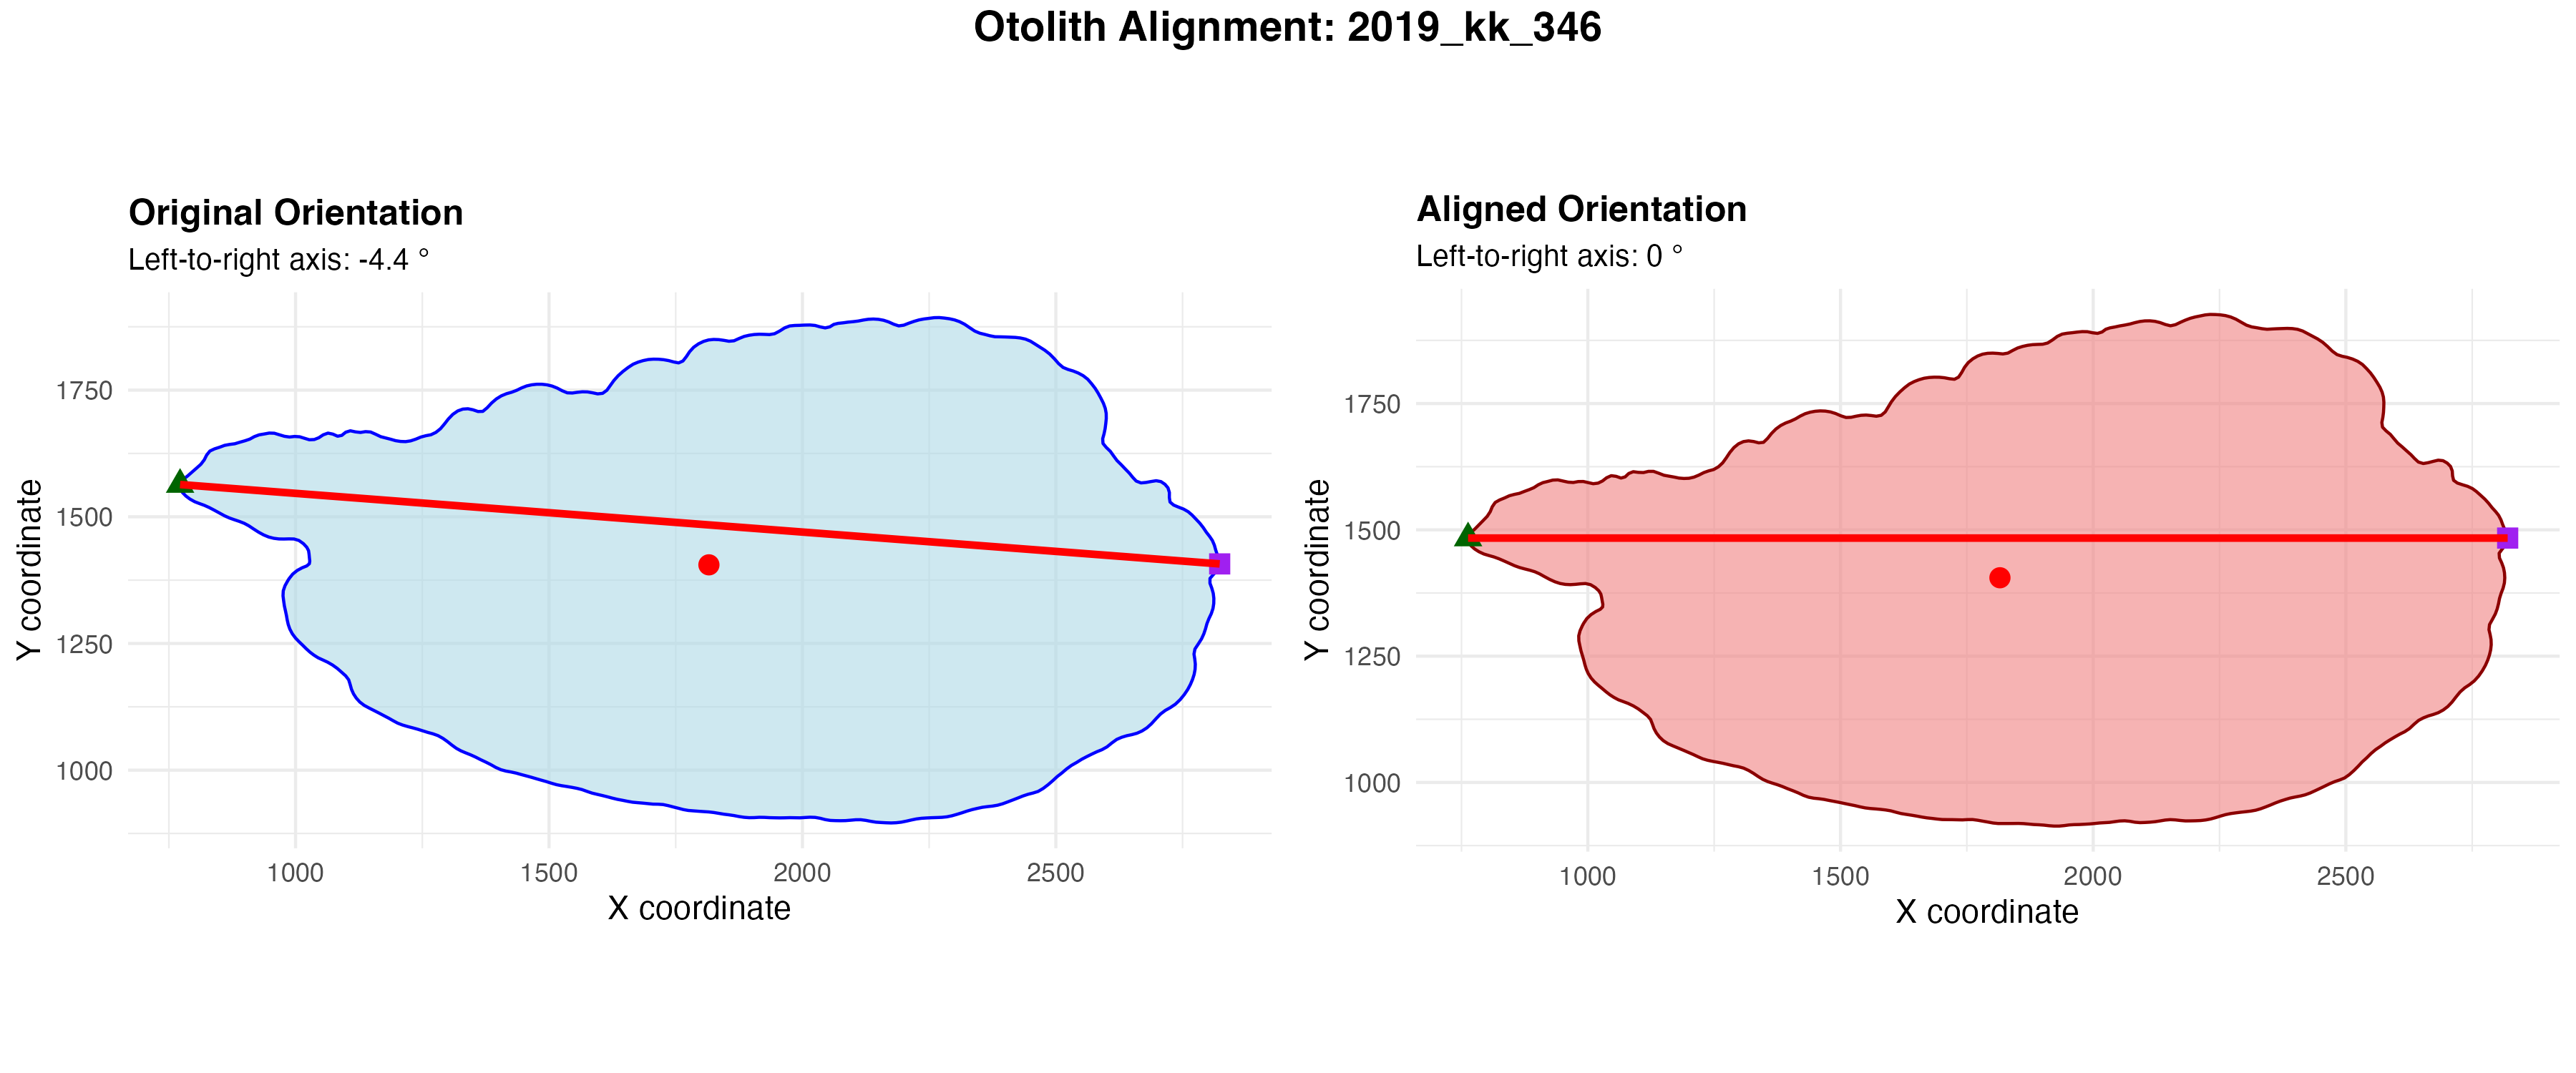 Otolith Alignment: 2019_kk_346
Original Orientation
Left-to-right axis: -4.4 °
Y coordinate
1750
1500
1250
1000
1000 1500 2000 2500
X coordinate
Aligned Orientation
Left-to-right axis: 0 °
Y coordinate
1750
1500
1250
1000
1000 1500 2000 2500
X coordinate